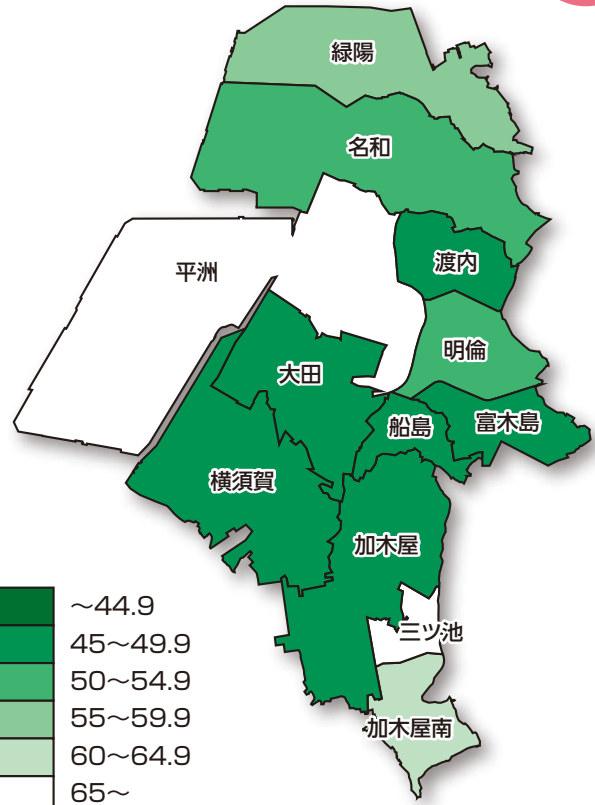 緑陽
名和
渡内
平洲
明倫
大田
船島
富木島
横須賀
加木屋
三ツ池
加木屋南
～44.9
45～49.9
50～54.9
55～59.9
60～64.9
65～